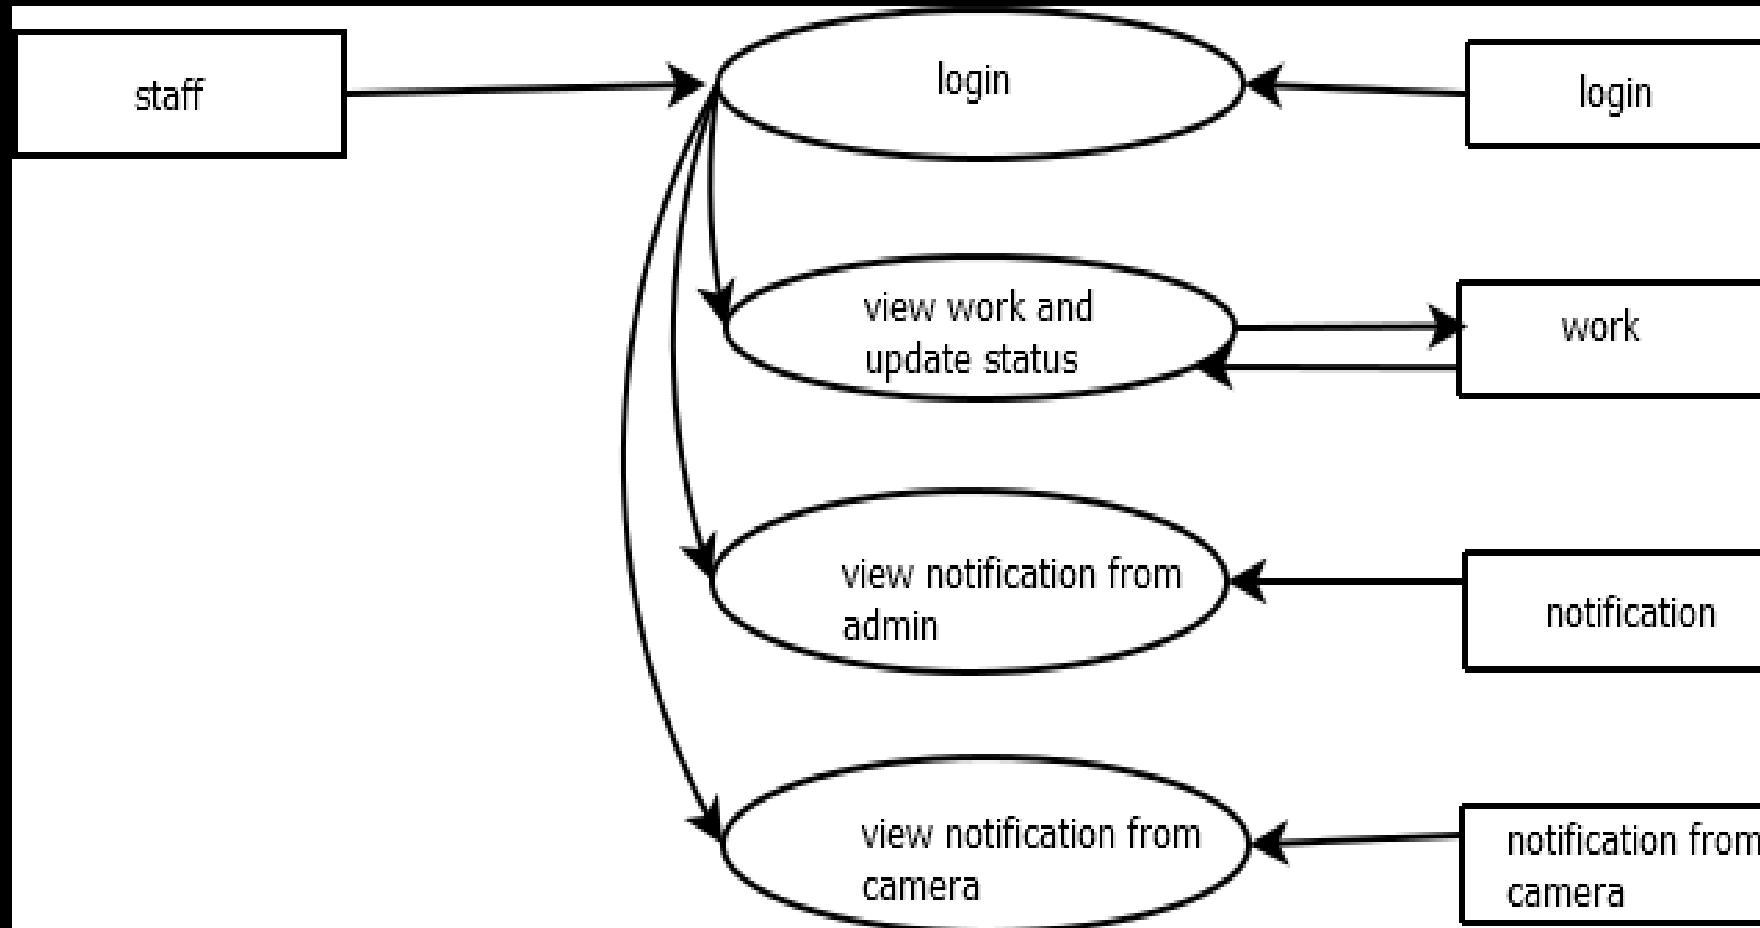 staff
login
login
view work and
update status
work
view notification from
admin
notification
view notification from
camera
notification from
camera